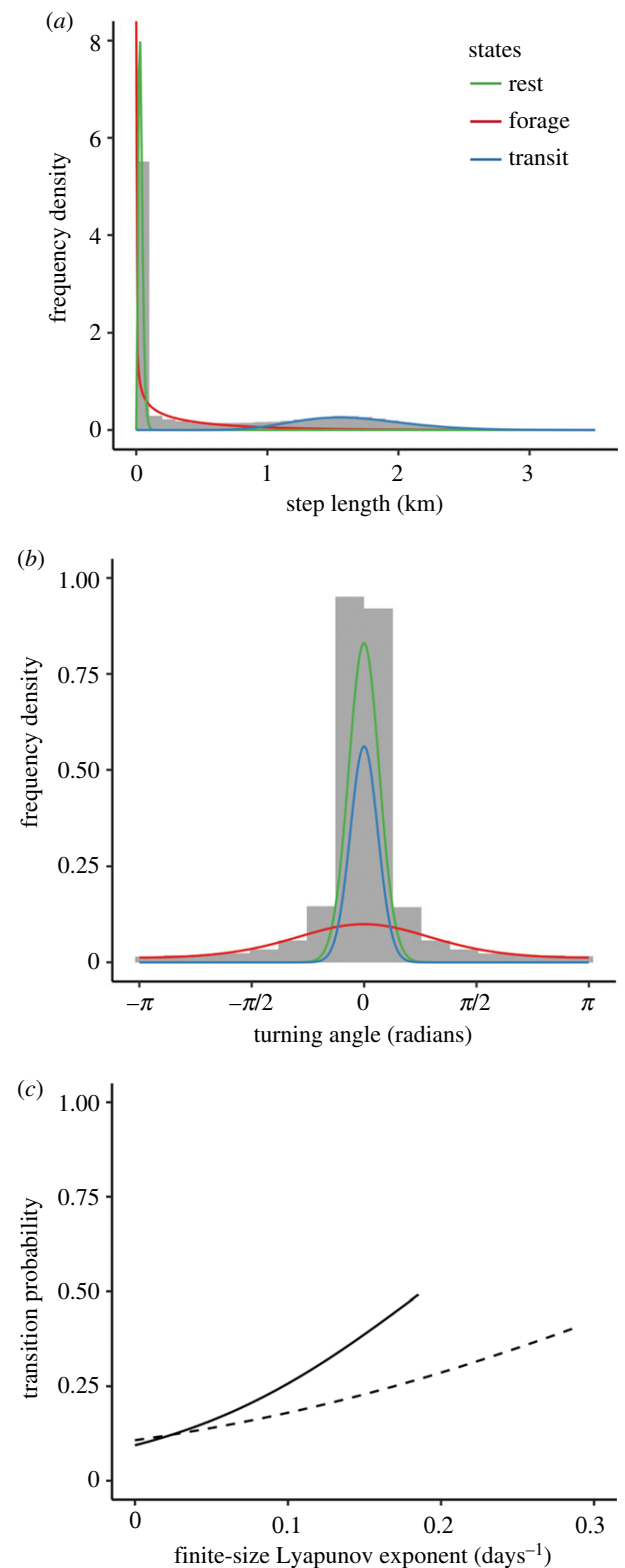 (a)
8
6
4
2
0
frequency density
states
rest
forage
transit
0 1 2 3
step length (km)
(b)
1.00
0.75
0.50
0.25
0
frequency density
–π –π/2 0 π/2 π
turning angle (radians)
(c)
1.00
0.75
0.50
0.25
0
transition probability
0 0.1 0.2 0.3
finite-size Lyapunov exponent (days⁻¹)